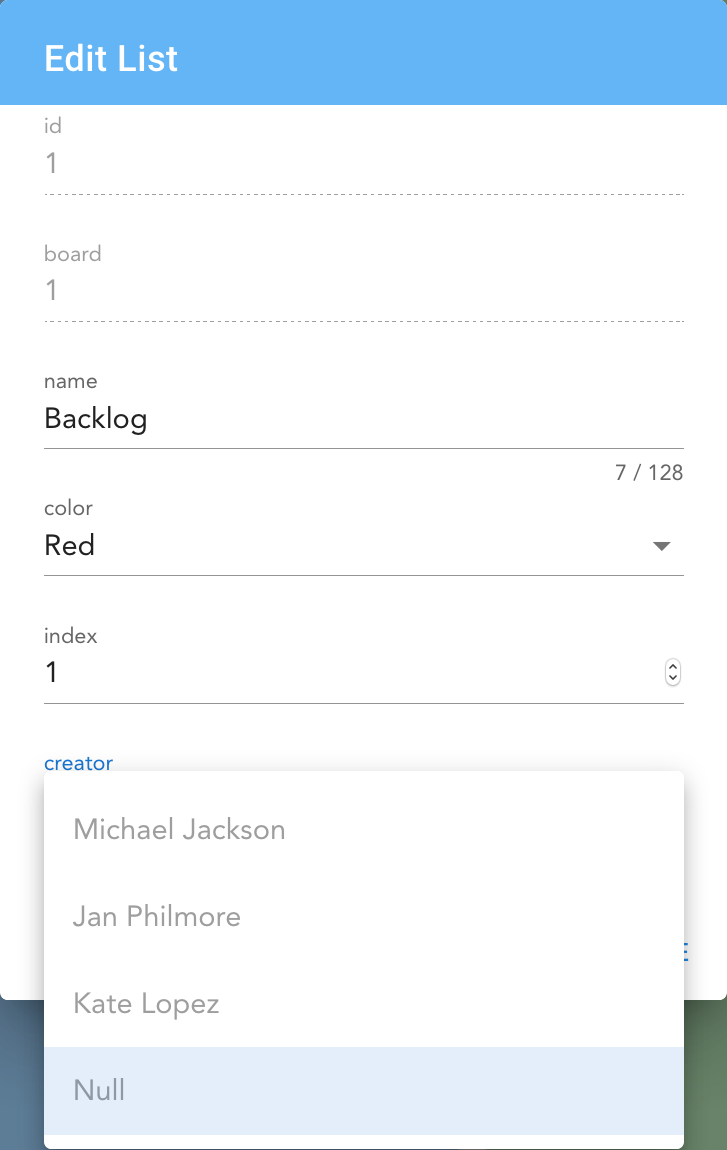 Edit List
id
1
board
1
name
Backlog
7 / 128
color
Red
index
1
creator
Michael Jackson
Jan Philmore
Kate Lopez
Null